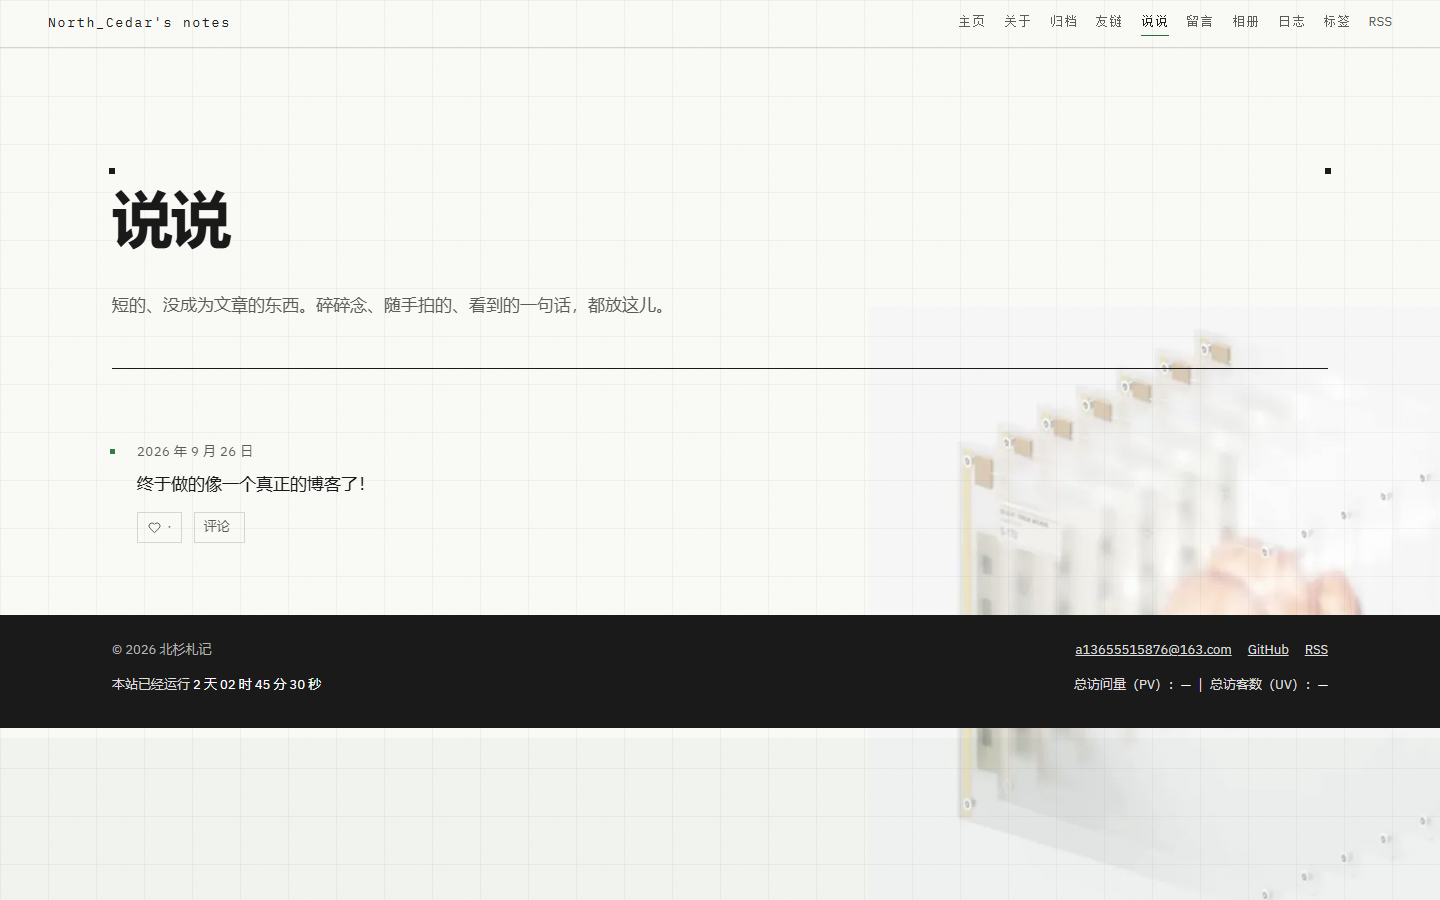 North_Cedar's notes
主页 关于 归档 友链 说说 留言 相册 日志 标签 RSS
说说
短的、没成为文章的东西。碎碎念、随手拍的、看到的一句话，都放这儿。
2026 年 9 月 26 日
终于做的像一个真正的博客了！
·
评论
© 2026 北杉札记
a13655515876@163.com GitHub RSS
本站已经运行 2 天 02 时 45 分 30 秒
总访问量（PV）：— | 总访客数（UV）：—